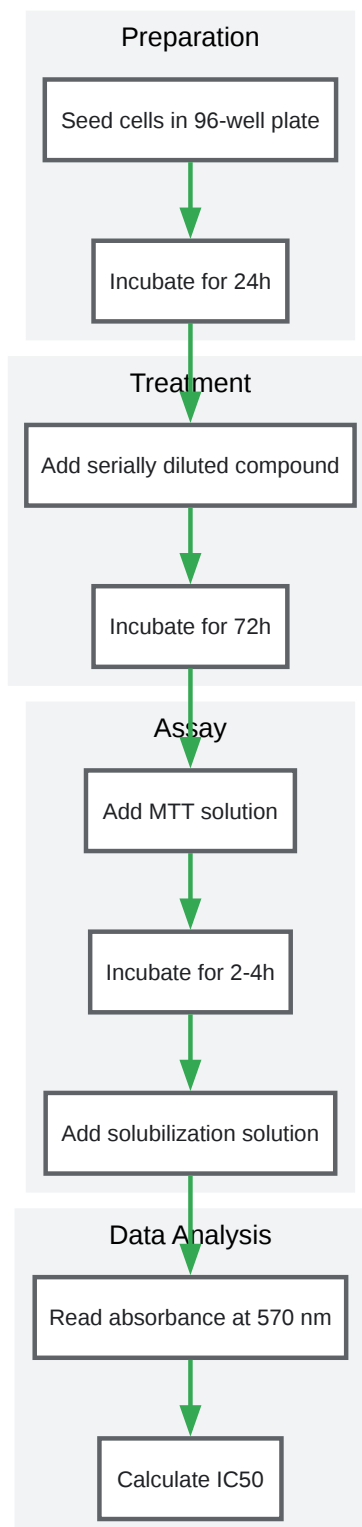 Preparation
Seed cells in 96-well plate
Incubate for 24h
Treatment
Add serially diluted compound
Incubate for 72h
Assay
Add MTT solution
Incubate for 2-4h
Add solubilization solution
Data Analysis
Read absorbance at 570 nm
Calculate IC50